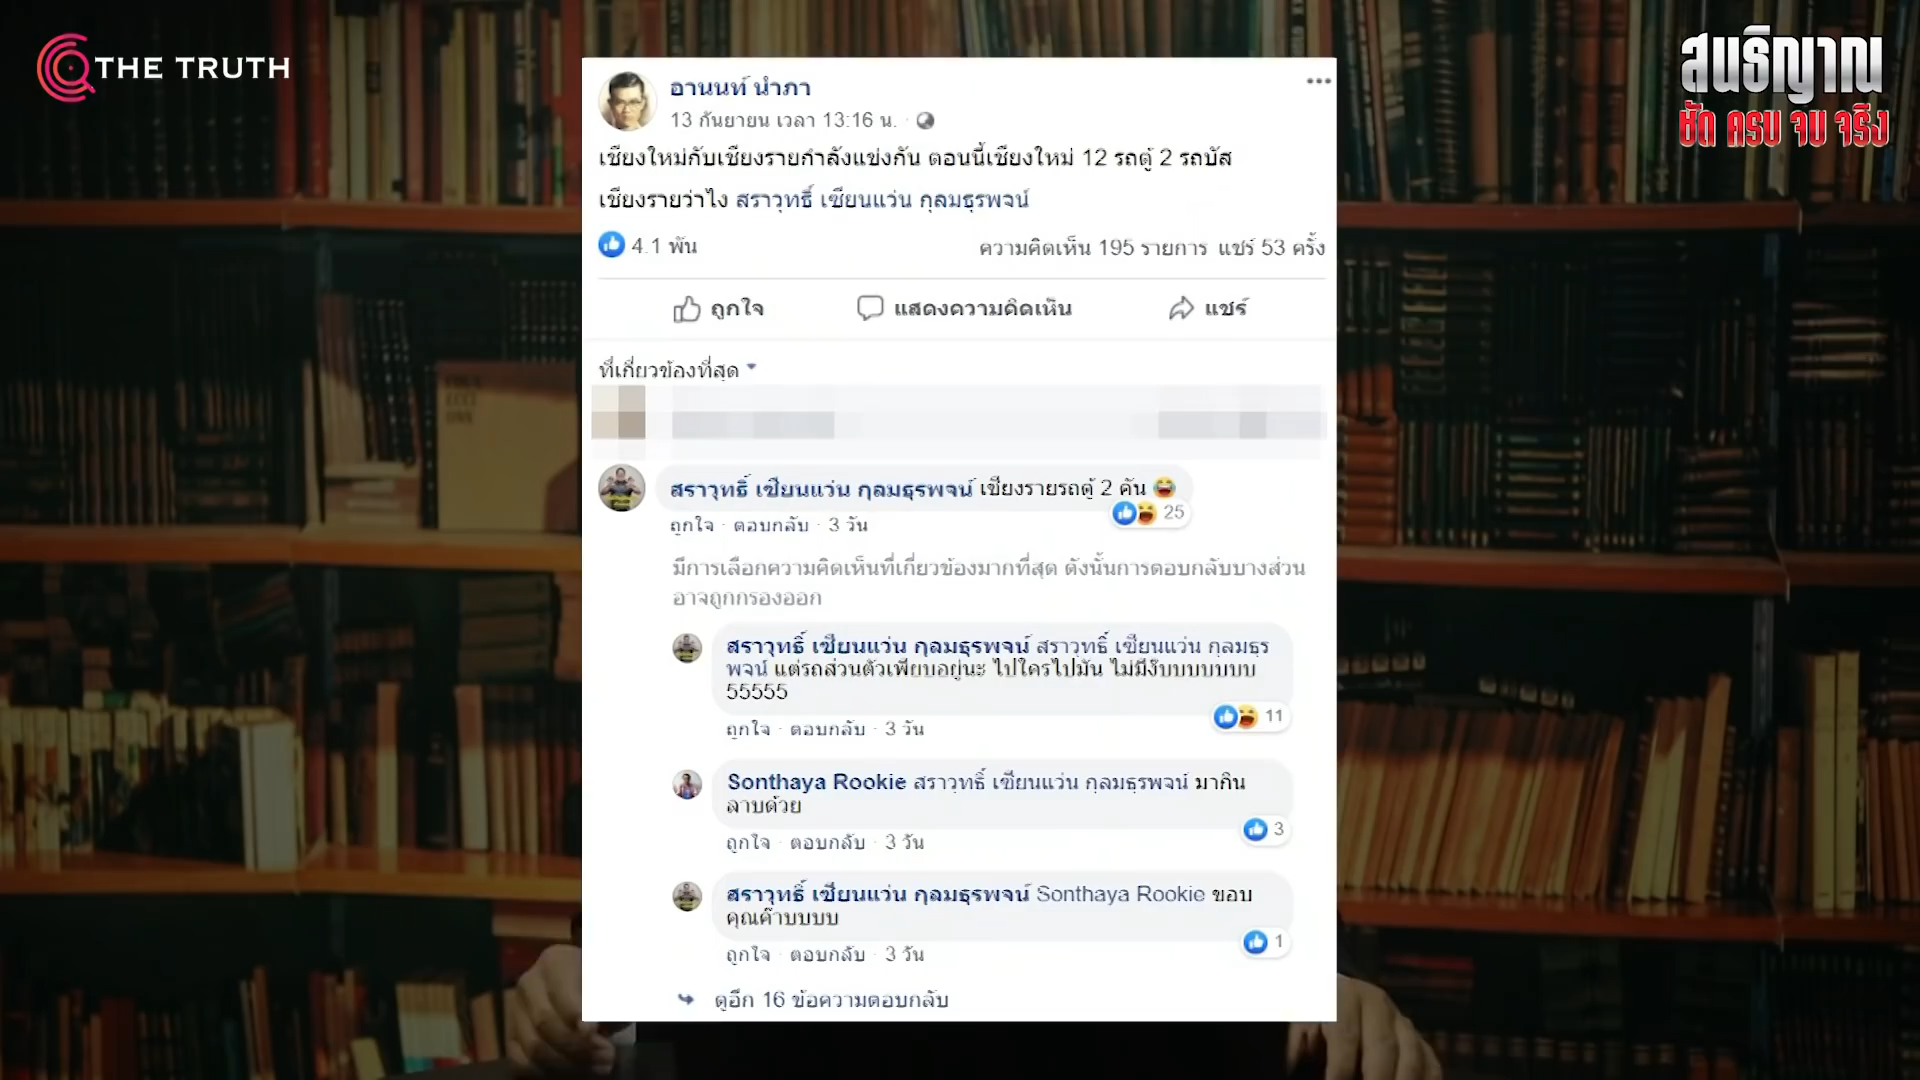 THE TRUTH
สนธิญาณ
ชัด ครบ จบ จริง
อานนท์ นำภา
13 กันยายน เวลา 13:16 น. ·
เชียงใหม่กับเชียงรายกำลังแข่งกัน ตอนนี้เชียงใหม่ 12 รถตู้ 2 รถบัส
เชียงรายว่าไง สราวุทธิ์ เซียนแว่น กุลมธุรพจน์
4.1 พัน
ความคิดเห็น 195 รายการ แชร์ 53 ครั้ง
ถูกใจ แสดงความคิดเห็น แชร์
ที่เกี่ยวข้องที่สุด
สราวุทธิ์ เซียนแว่น กุลมธุรพจน์ เชียงรายรถตู้ 2 คัน 😂
25
ถูกใจ · ตอบกลับ · 3 วัน
มีการเลือกความคิดเห็นที่เกี่ยวข้องมากที่สุด ดังนั้นการตอบกลับบางส่วน
อาจถูกกรองออก
สราวุทธิ์ เซียนแว่น กุลมธุรพจน์ สราวุทธิ์ เซียนแว่น กุลมธุร
พจน์ แต่รถส่วนตัวเพียบอยู่นะ ไปใครไปมัน ไม่มีงับบบบบบบ
55555
11
ถูกใจ · ตอบกลับ · 3 วัน
Sonthaya Rookie สราวุทธิ์ เซียนแว่น กุลมธุรพจน์ มากิน
ลาบด้วย
3
ถูกใจ · ตอบกลับ · 3 วัน
สราวุทธิ์ เซียนแว่น กุลมธุรพจน์ Sonthaya Rookie ขอบ
คุณค๊าบบบบ
1
ถูกใจ · ตอบกลับ · 3 วัน
ดูอีก 16 ข้อความตอบกลับ